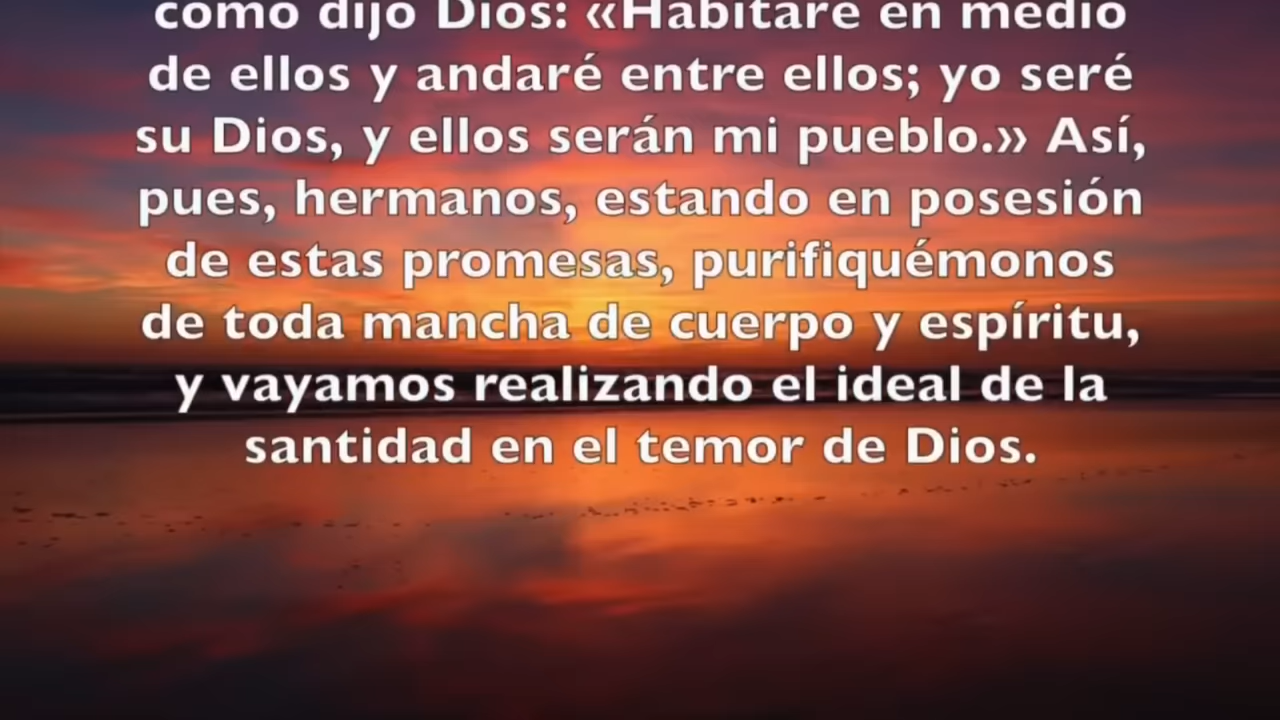 como dijo Dios: «Habitaré en medio
de ellos y andaré entre ellos; yo seré
su Dios, y ellos serán mi pueblo.» Así,
pues, hermanos, estando en posesión
de estas promesas, purifiquémonos
de toda mancha de cuerpo y espíritu,
y vayamos realizando el ideal de la
santidad en el temor de Dios.